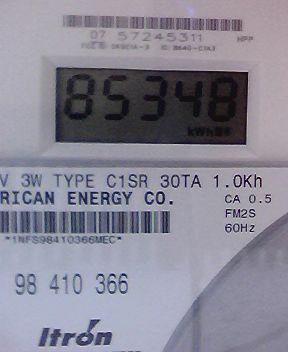 07 57245311
85348
kWh
V 3W TYPE C1SR 30TA 1.0Kh
RICAN ENERGY CO.
CA 0.5
FM2S
60Hz
*1NFS98410366MEC*
98 410 366
Itrón